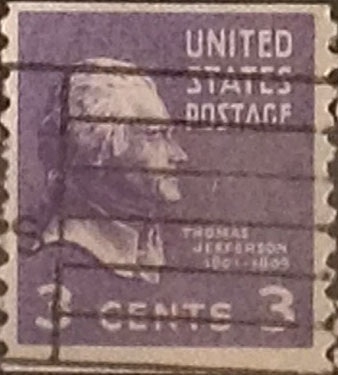 UNITED
STATES
POSTAGE
THOMAS
JEFFERSON
1801-1809
3 CENTS 3